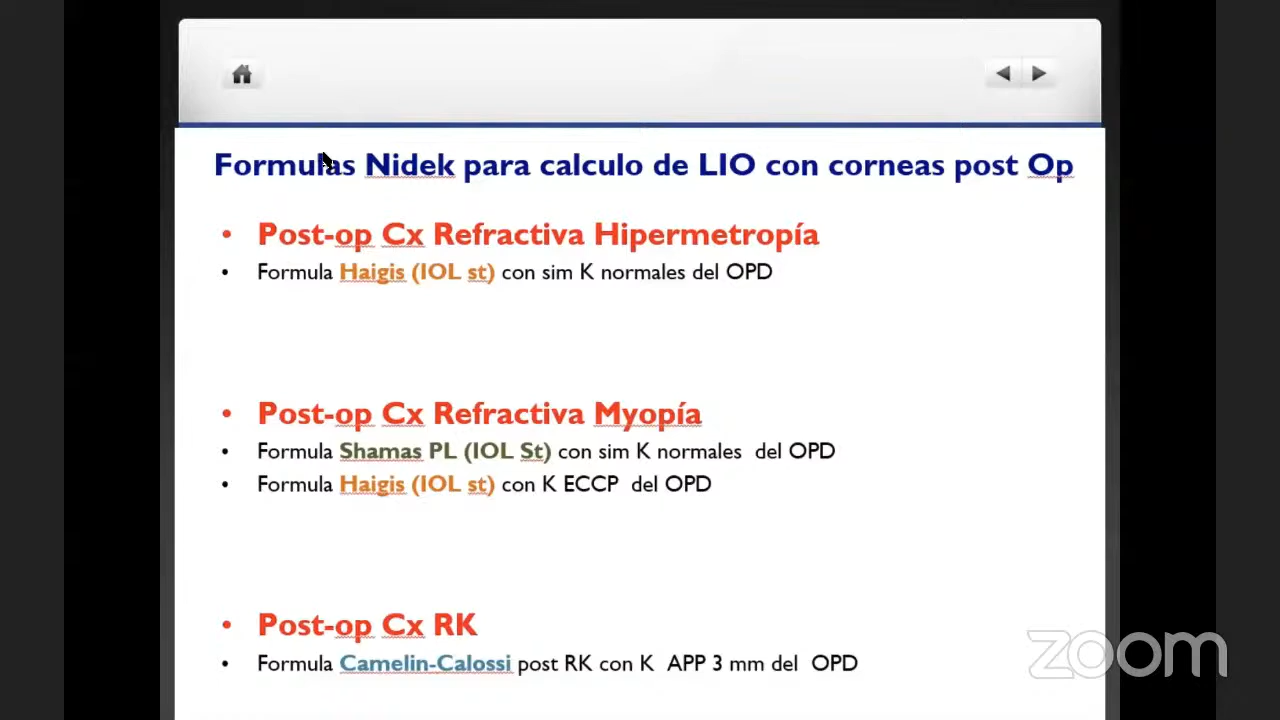 Formulas Nidek para calculo de LIO con corneas post Op
• Post-op Cx Refractiva Hipermetropía
• Formula Haigis (IOL st) con sim K normales del OPD
• Post-op Cx Refractiva Myopía
• Formula Shamas PL (IOL St) con sim K normales del OPD
• Formula Haigis (IOL st) con K ECCP del OPD
• Post-op Cx RK
• Formula Camelin-Calossi post RK con K APP 3 mm del OPD
zoom